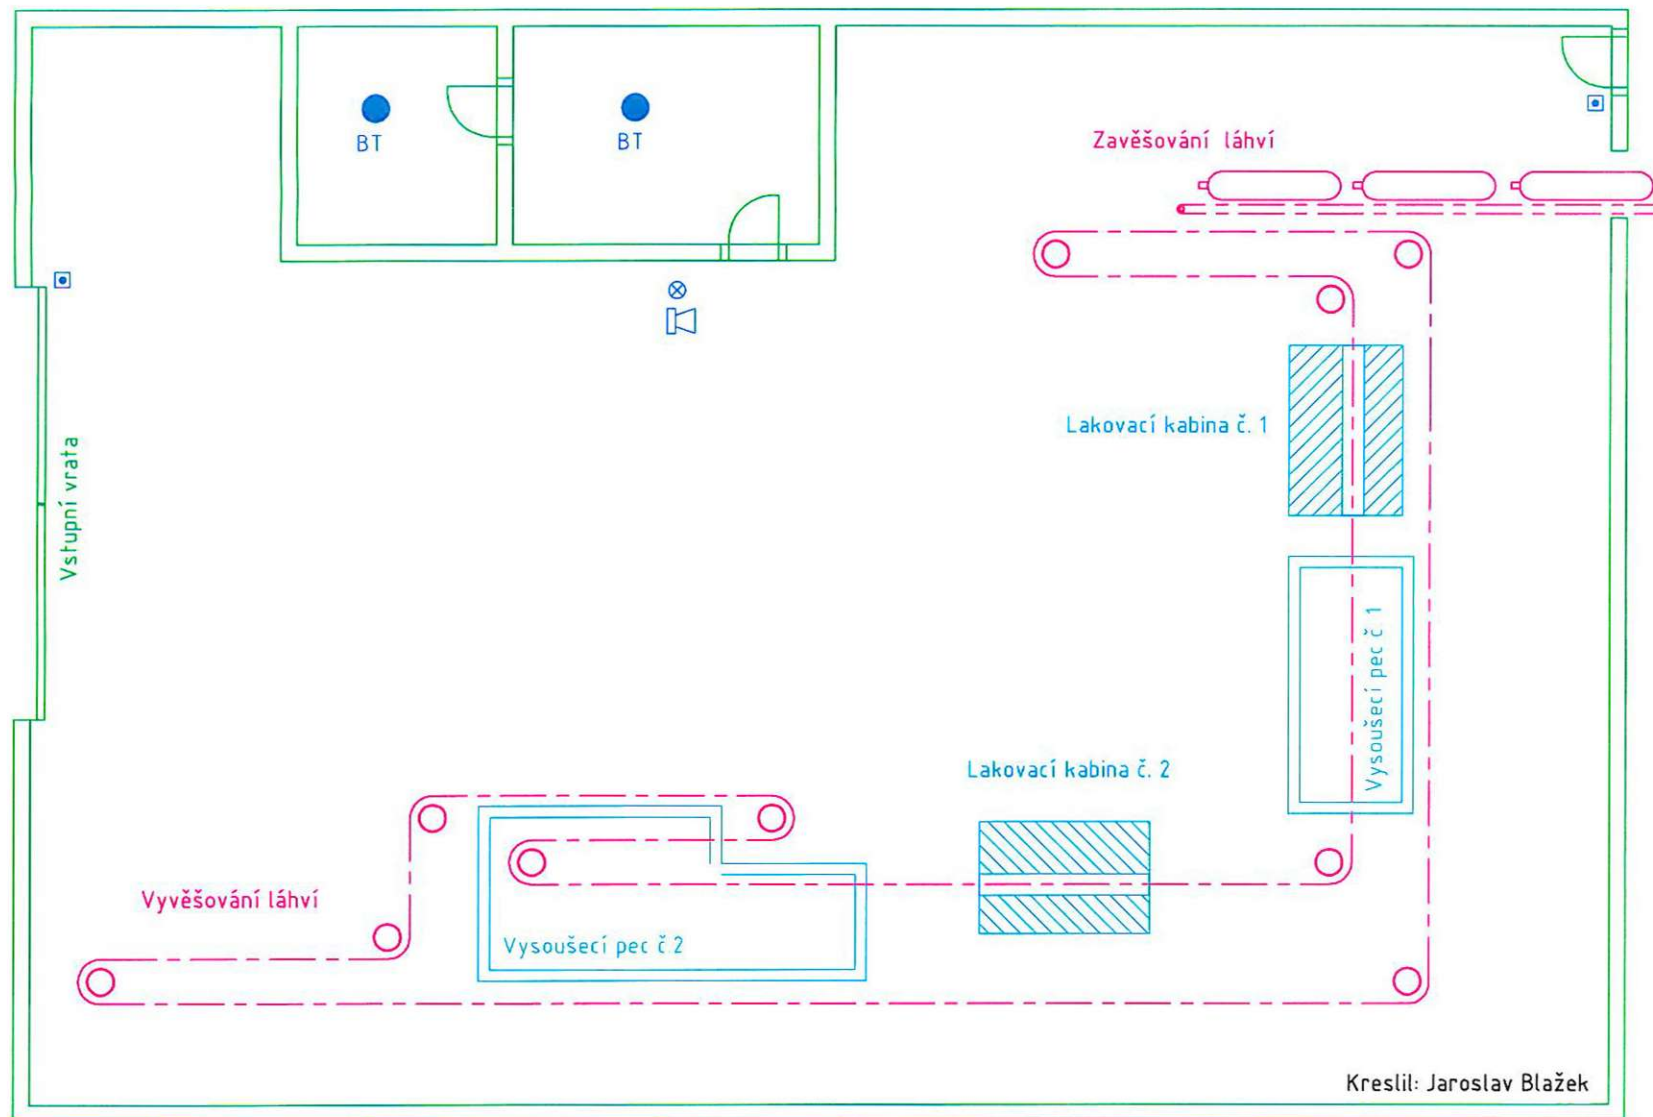 BT
BT
Zavěšování láhví
Lakovací kabina č. 1
Vstupní vrata
Vysoušecí pec č 1
Lakovací kabina č. 2
Vyvěšování láhví
Vysoušecí pec č.2
Kreslil: Jaroslav Blažek